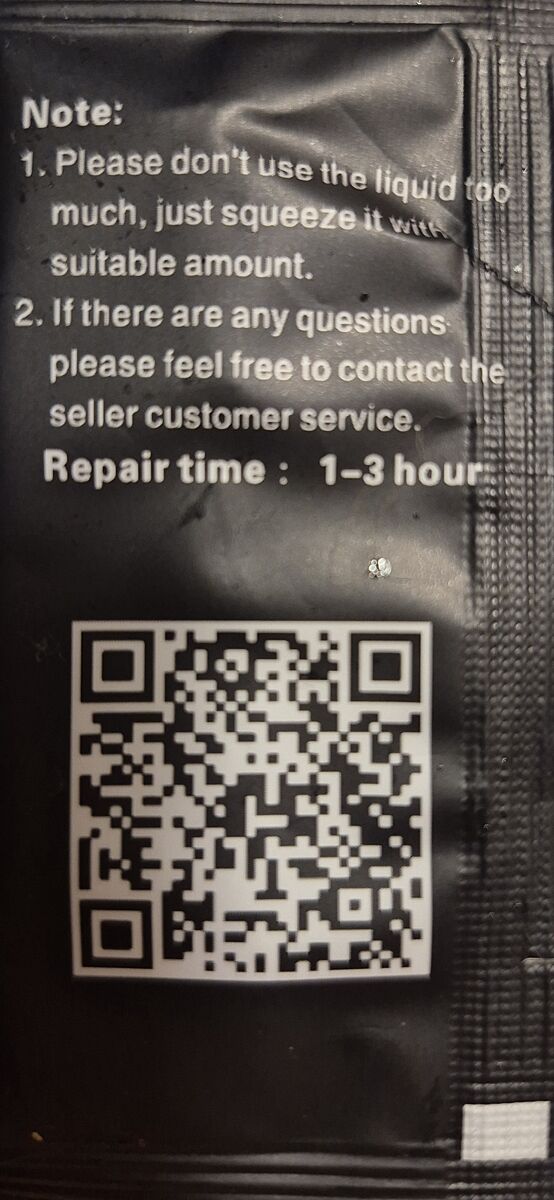 Note:
1. Please don't use the liquid too
much, just squeeze it with
suitable amount.
2. If there are any questions
please feel free to contact the
seller customer service.
Repair time : 1-3 hour